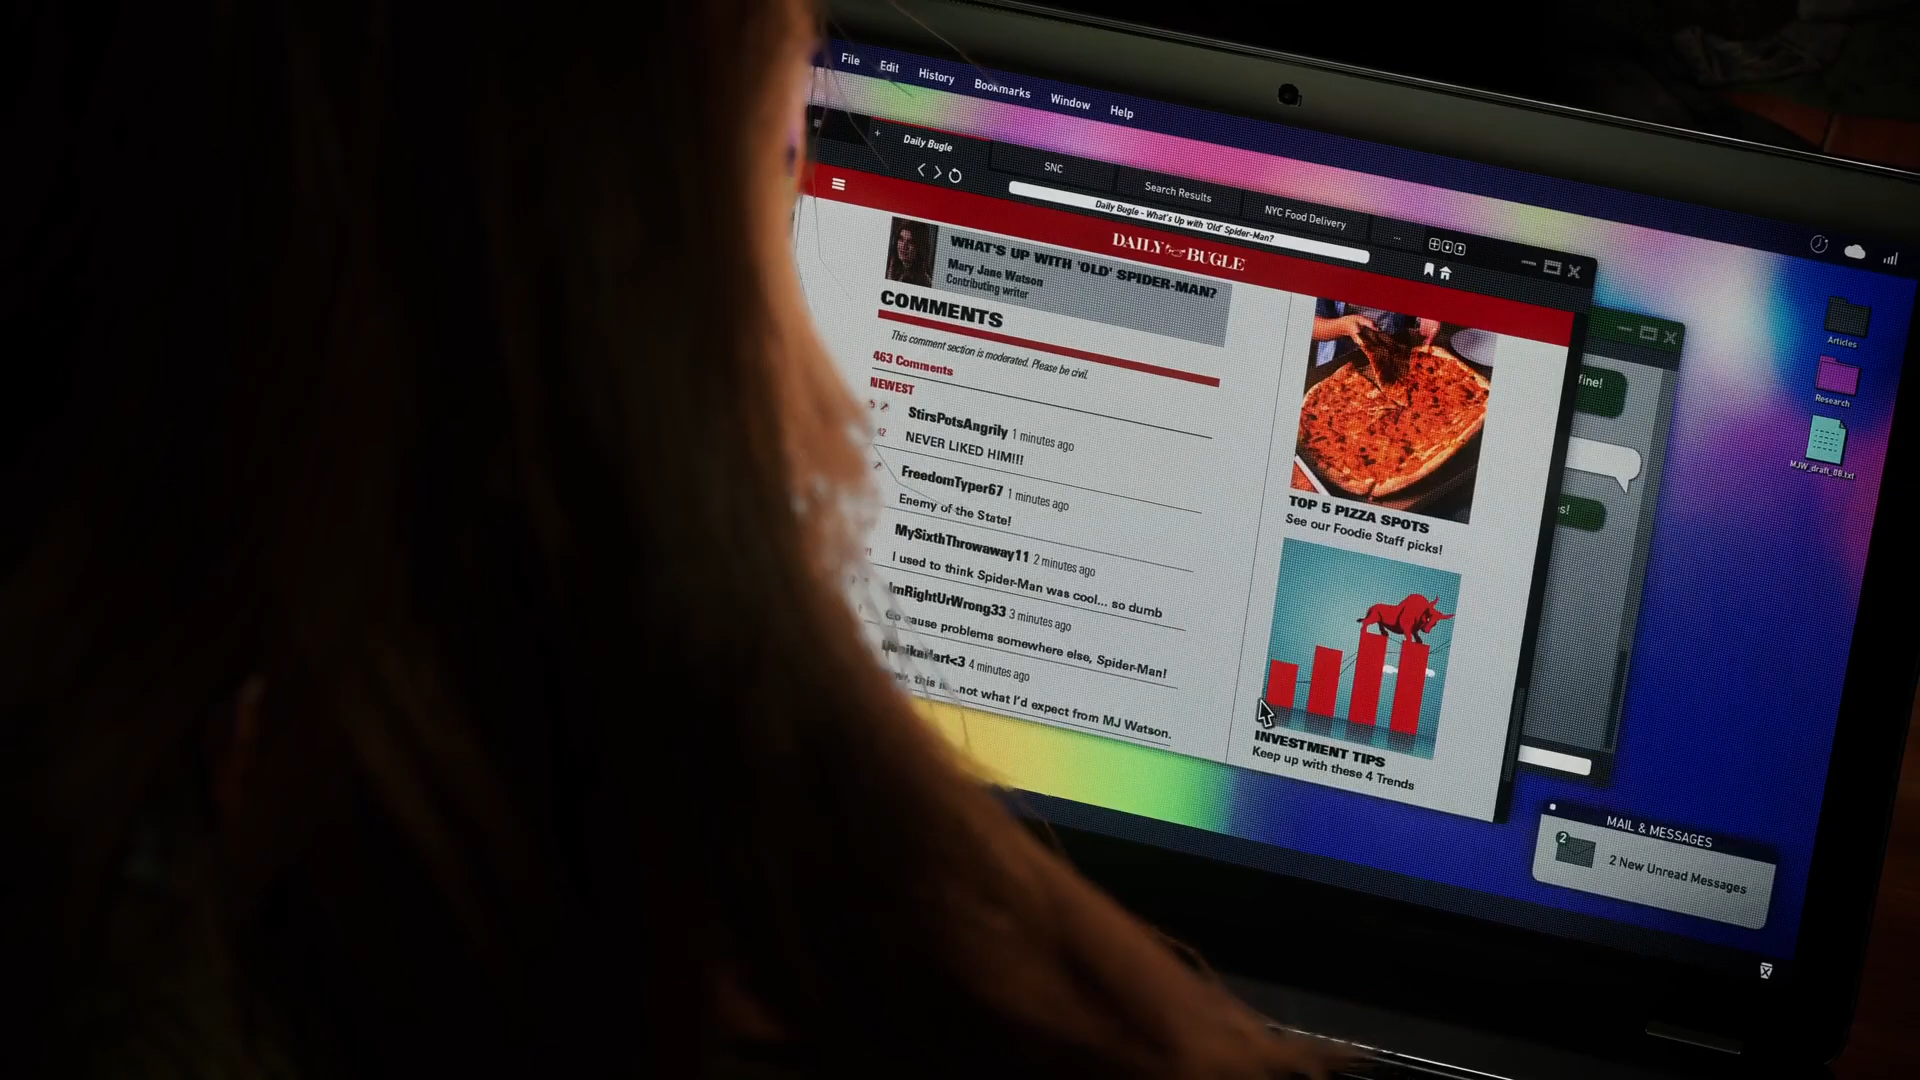 File Edit History Bookmarks Window Help
Daily Bugle
SNC
Search Results
NYC Food Delivery
...
Daily Bugle - What's Up with 'Old' Spider-Man?
DAILY BUGLE
WHAT'S UP WITH 'OLD' SPIDER-MAN?
Mary Jane Watson
Contributing writer
COMMENTS
This comment section is moderated. Please be civil.
463 Comments
NEWEST
StirsPotsAngrily 1 minutes ago
NEVER LIKED HIM!!!
FreedomTyper67 1 minutes ago
Enemy of the State!
MySixthThrowaway11 2 minutes ago
I used to think Spider-Man was cool... so dumb
ImRightUrWrong33 3 minutes ago
Go cause problems somewhere else, Spider-Man!
4 minutes ago
this is...not what I'd expect from MJ Watson.
TOP 5 PIZZA SPOTS
See our Foodie Staff picks!
INVESTMENT TIPS
Keep up with these 4 Trends
fine!
Articles
Research
MJW_draft_08.txt
MAIL & MESSAGES
2
2 New Unread Messages